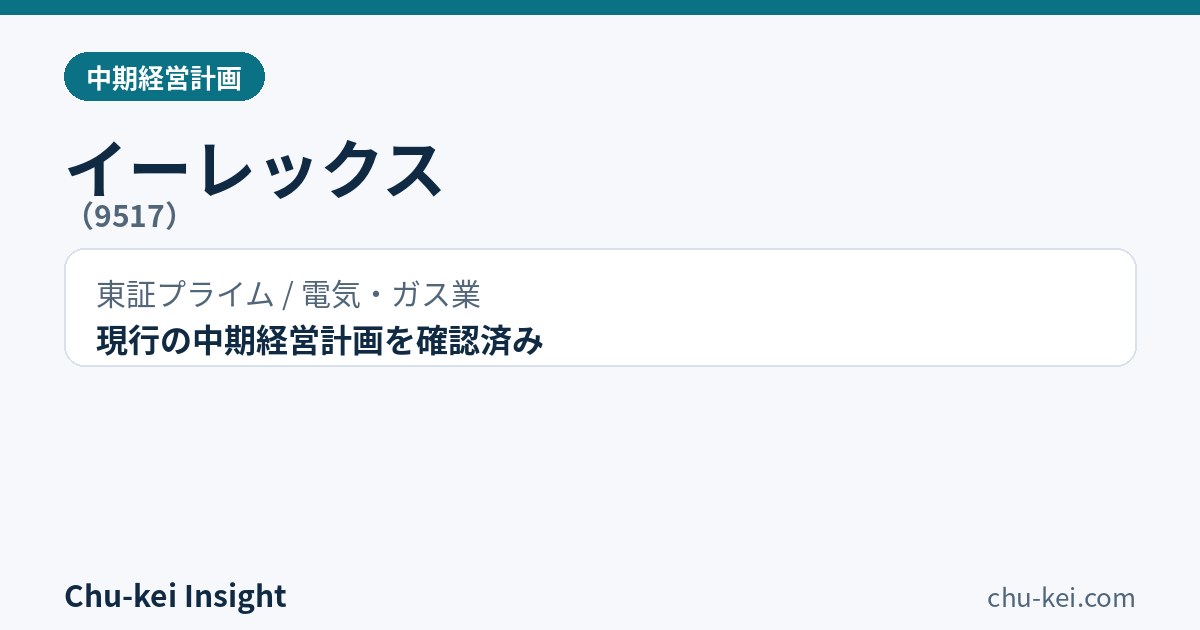 中期経営計画
イーレックス
（9517）
東証プライム / 電気・ガス業
現行の中期経営計画を確認済み
Chu-kei Insight
chu-kei.com